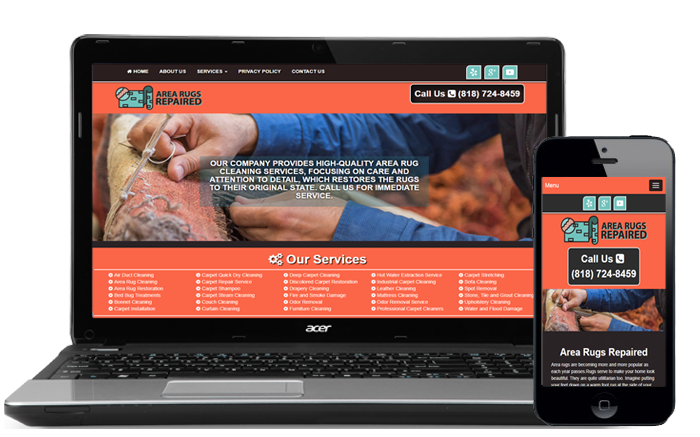 HOME ABOUT US SERVICES PRIVACY POLICY CONTACT US
AREA RUGS
REPAIRED
Call Us (818) 724-8459
OUR COMPANY PROVIDES HIGH-QUALITY AREA RUG
CLEANING SERVICES, FOCUSING ON CARE AND
ATTENTION TO DETAIL, WHICH RESTORES THE RUGS
TO THEIR ORIGINAL STATE. CALL US FOR IMMEDIATE
SERVICE.
Our Services
Air Duct Cleaning Carpet Quick Dry Cleaning Deep Carpet Cleaning Hot Water Extraction Service Carpet Stretching
Area Rug Cleaning Carpet Repair Service Discolored Carpet Restoration Industrial Carpet Cleaning Sofa Cleaning
Area Rug Restoration Carpet Shampoo Drapery Cleaning Leather Cleaning Spot Removal
Bed Bug Treatments Carpet Steam Cleaning Fire and Smoke Damage Mattress Cleaning Stone, Tile and Grout Cleaning
Bonnet Cleaning Couch Cleaning Odor Removal Odor Removal Service Upholstery Cleaning
Carpet Installation Curtain Cleaning Furniture Cleaning Professional Carpet Cleaners Water and Flood Damage
acer
Menu
AREA RUGS
REPAIRED
Call Us
(818) 724-8459
Area Rugs Repaired
Area rugs are becoming more and more popular as
each year passes.Rugs serve to make your home look
beautiful. They are quite utilitarian too. Imagine putting
your foot down on a warm foot rug at the side of your